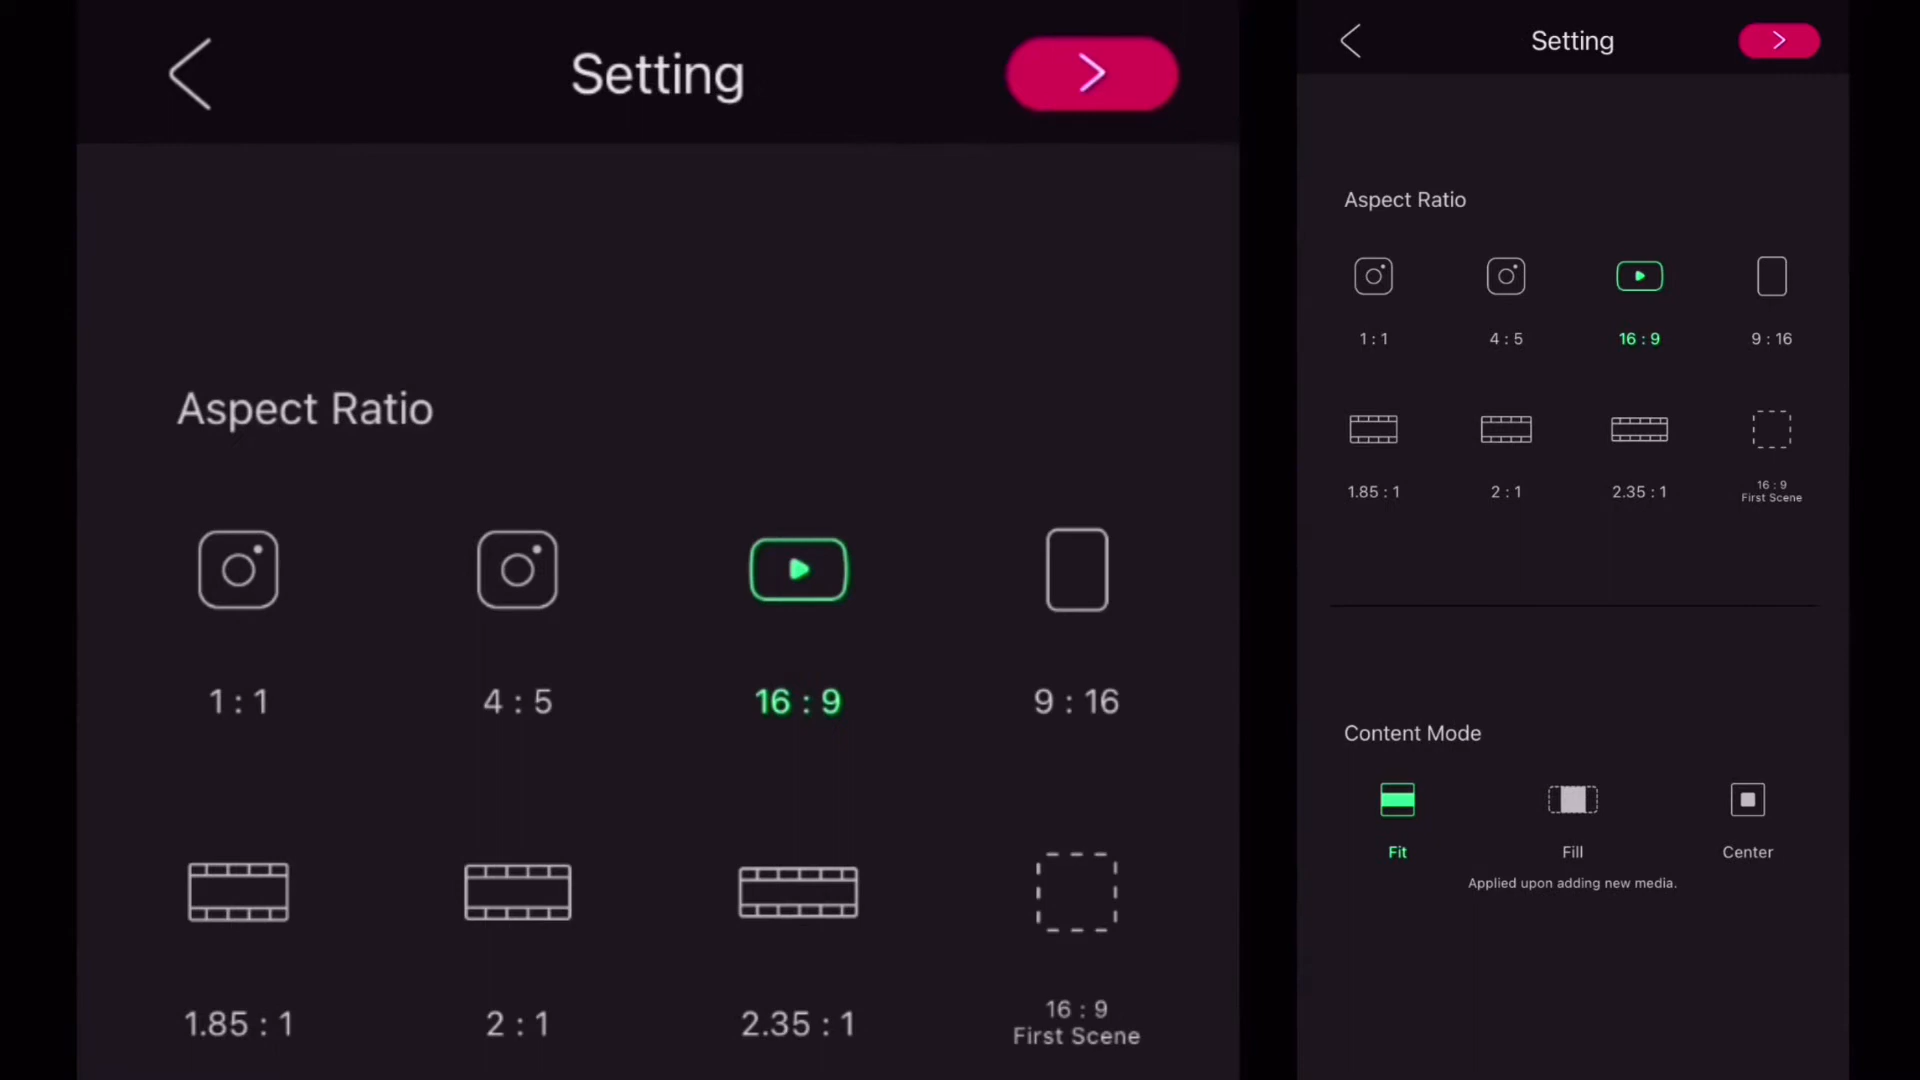 Setting
Aspect Ratio
1 : 1
4 : 5
16 : 9
9 : 16
1.85 : 1
2 : 1
2.35 : 1
16 : 9
First Scene
Setting
Aspect Ratio
1 : 1
4 : 5
16 : 9
9 : 16
1.85 : 1
2 : 1
2.35 : 1
16 : 9
First Scene
Content Mode
Fit
Fill
Center
Applied upon adding new media.